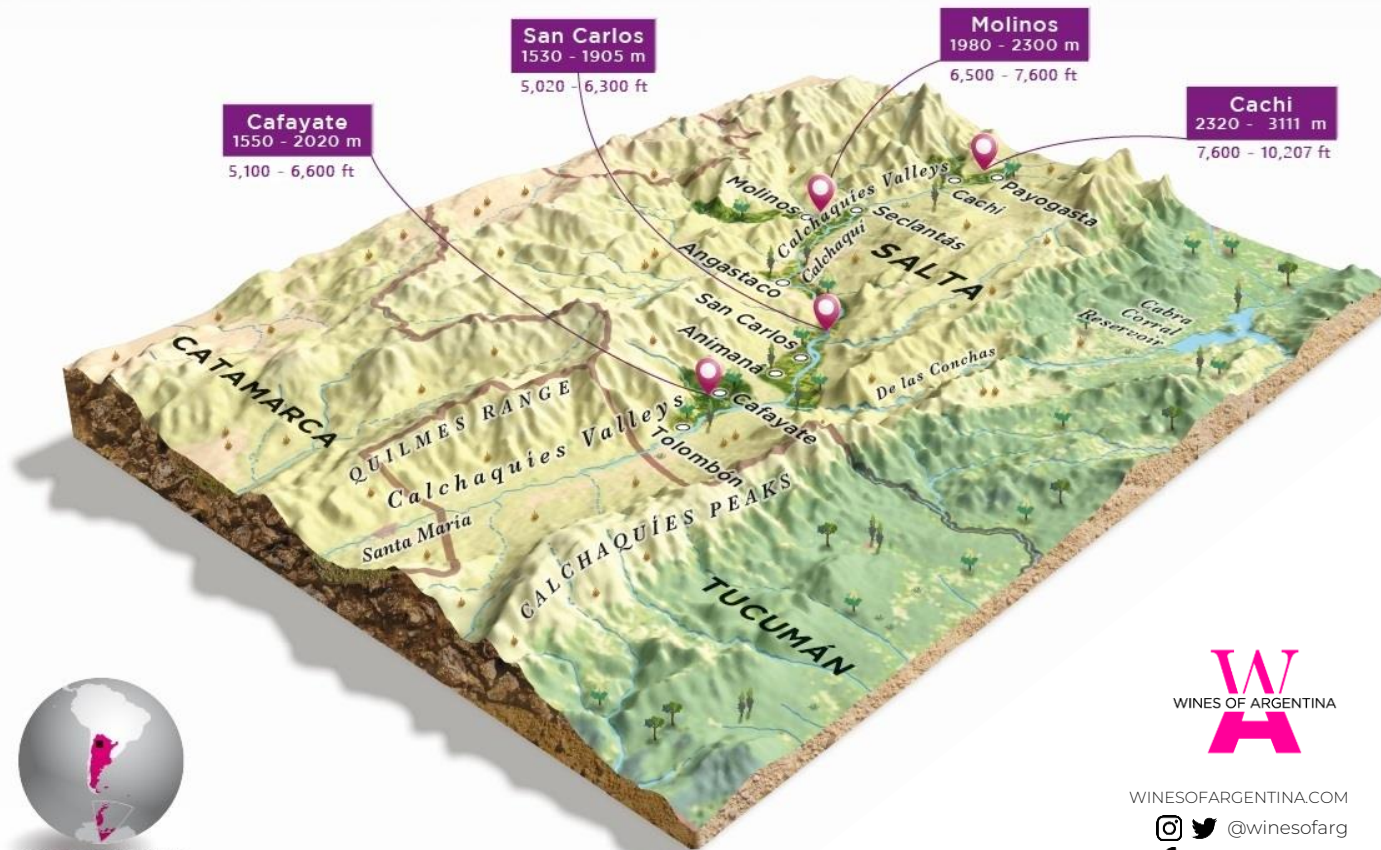 San Carlos
1530 - 1905 m
5,020 - 6,300 ft
Molinos
1980 - 2300 m
6,500 - 7,600 ft
Cafayate
1550 - 2020 m
5,100 - 6,600 ft
Cachi
2320 - 3111 m
7,600 - 10,207 ft
Molinos
Calchaquíes Valleys
Cachi
Payogasta
Seclantás
Calchaquí
Angastaco
SALTA
San Carlos
Animaná
Cabra
Corral
Reservoir
De las Conchas
CATAMARCA
QUILMES RANGE
Calchaquíes Valleys
Cafayate
Tolombón
Santa María
CALCHAQUÍES PEAKS
TUCUMÁN
WA
WINES OF ARGENTINA
WINESOFARGENTINA.COM
@winesofarg